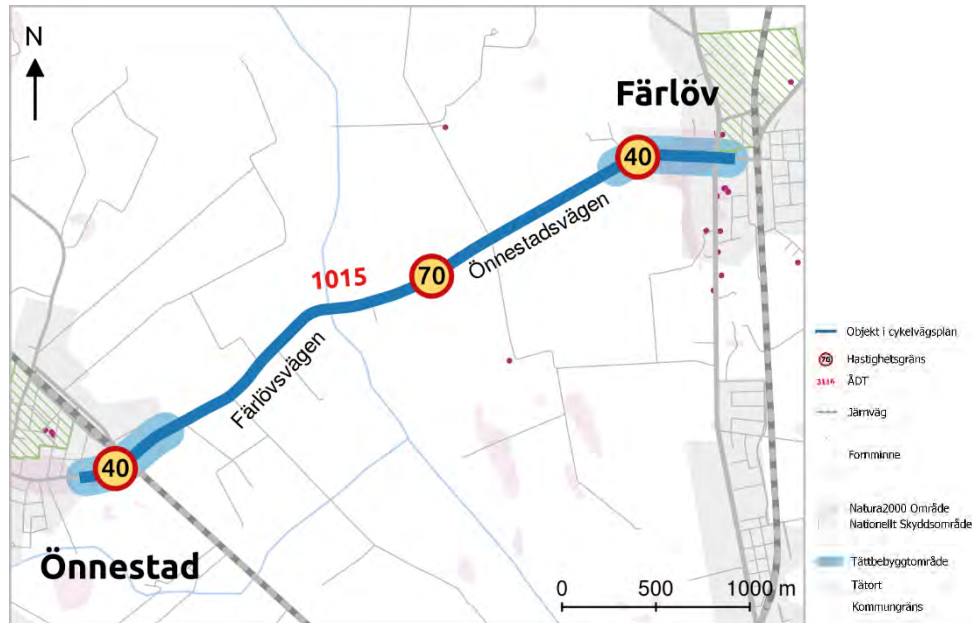 N
Färlöv
40
Önnestadsvägen
70
1015
Färlövsvägen
40
Önnestad
0 500 1000 m
Objekt i cykelvägsplan
70 Hastighetsgräns
3116 ÅDT
Järnväg
Fornminne
Natura2000 Område
Nationellt Skyddsområde
Tättbebyggtområde
Tätort
Kommungräns